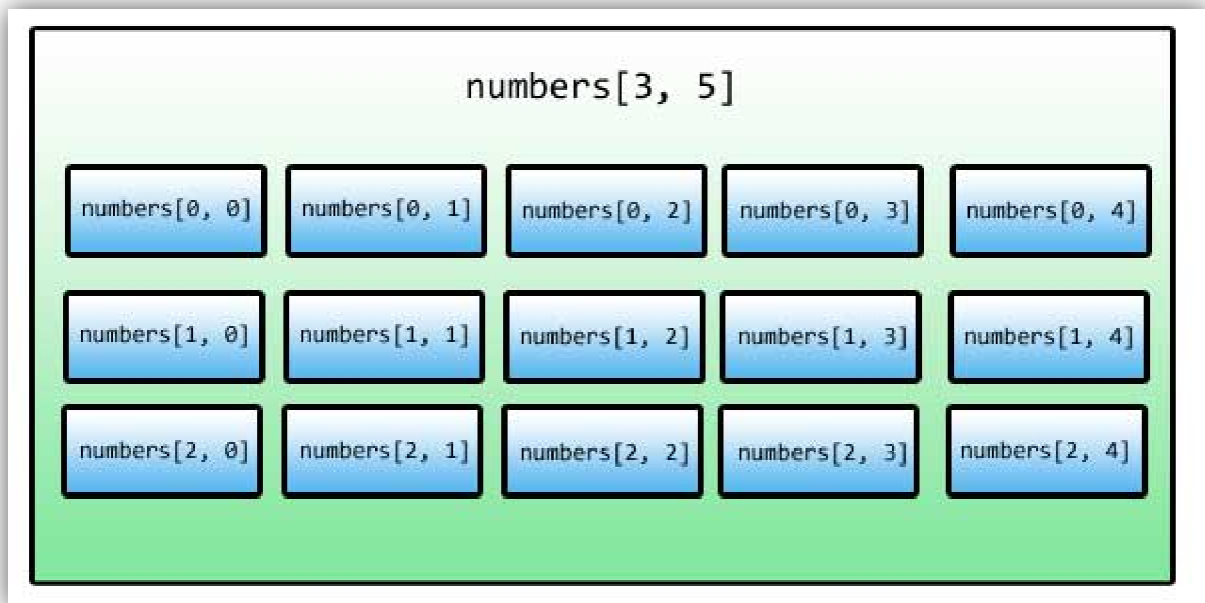 numbers[3, 5]
numbers[0, 0] numbers[0, 1] numbers[0, 2] numbers[0, 3] numbers[0, 4]
numbers[1, 0] numbers[1, 1] numbers[1, 2] numbers[1, 3] numbers[1, 4]
numbers[2, 0] numbers[2, 1] numbers[2, 2] numbers[2, 3] numbers[2, 4]